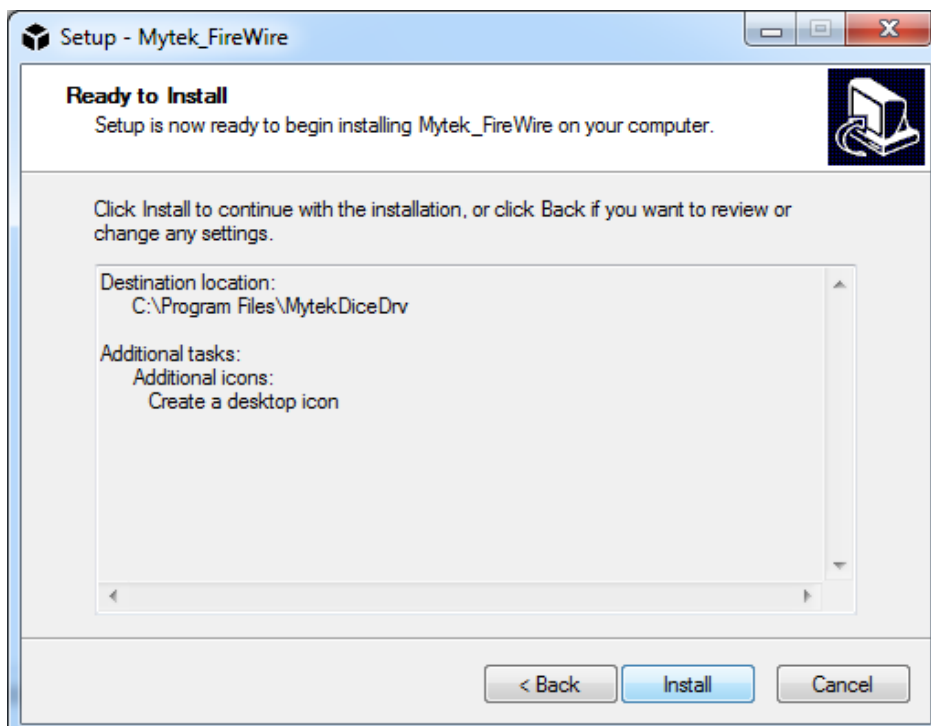 Setup - Mytek_FireWire
Ready to Install
Setup is now ready to begin installing Mytek_FireWire on your computer.
Click Install to continue with the installation, or click Back if you want to review or
change any settings.
Destination location:
C:\Program Files\MytekDiceDrv
Additional tasks:
Additional icons:
Create a desktop icon
< Back Install Cancel